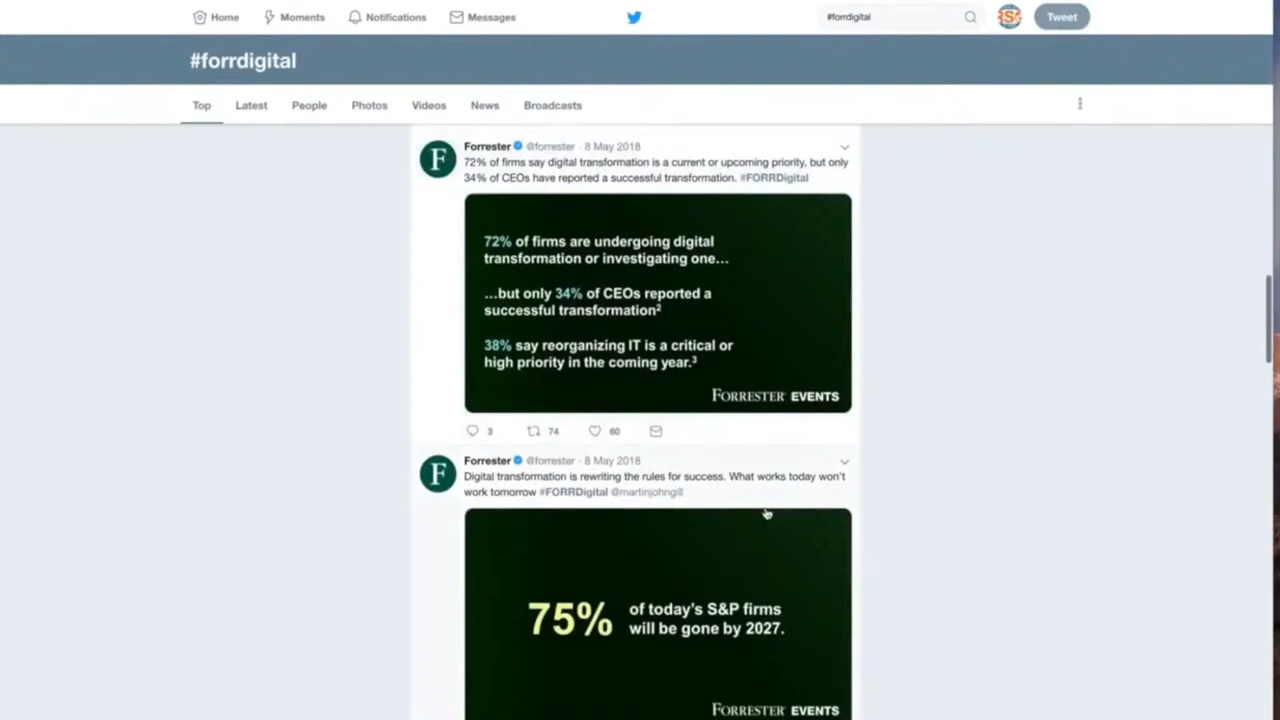 Home Moments Notifications Messages #forrdigital Tweet
#forrdigital
Top Latest People Photos Videos News Broadcasts
F Forrester @forrester · 8 May 2018
72% of firms say digital transformation is a current or upcoming priority, but only
34% of CEOs have reported a successful transformation. #FORRDigital
72% of firms are undergoing digital
transformation or investigating one…
…but only 34% of CEOs reported a
successful transformation²
38% say reorganizing IT is a critical or
high priority in the coming year.³
FORRESTER EVENTS
3 74 60
F Forrester @forrester · 8 May 2018
Digital transformation is rewriting the rules for success. What works today won't
work tomorrow #FORRDigital @martinjohngill
75% of today's S&P firms
will be gone by 2027.
FORRESTER EVENTS